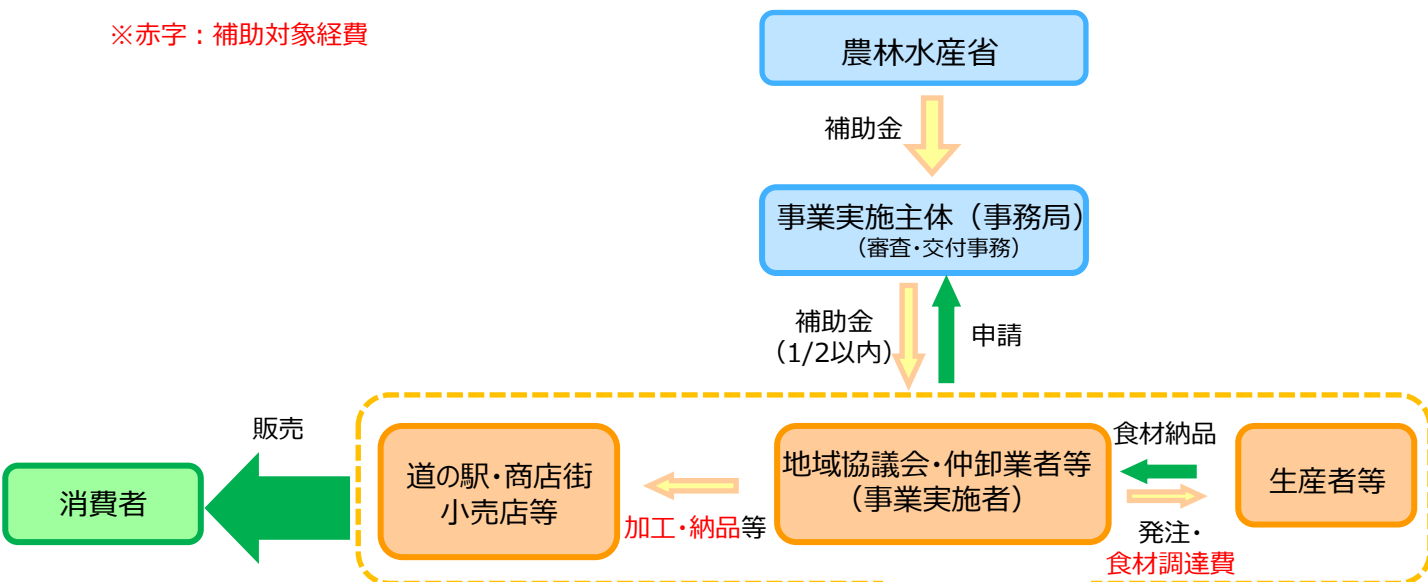 ※赤字：補助対象経費
農林水産省
補助金
事業実施主体（事務局）
（審査･交付事務）
補助金
（1/2以内）
申請
販売
消費者
道の駅･商店街
小売店等
加工･納品等
地域協議会･仲卸業者等
（事業実施者）
食材納品
発注･
食材調達費
生産者等